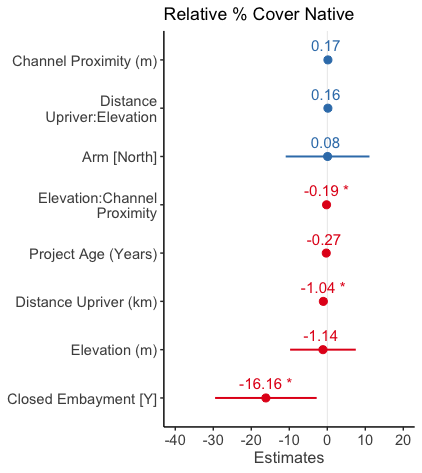 Relative % Cover Native
Channel Proximity (m)
0.17
Distance
Upriver:Elevation
0.16
Arm [North]
0.08
Elevation:Channel
Proximity
-0.19 *
Project Age (Years)
-0.27
Distance Upriver (km)
-1.04 *
Elevation (m)
-1.14
Closed Embayment [Y]
-16.16 *
-40 -30 -20 -10 0 10 20
Estimates